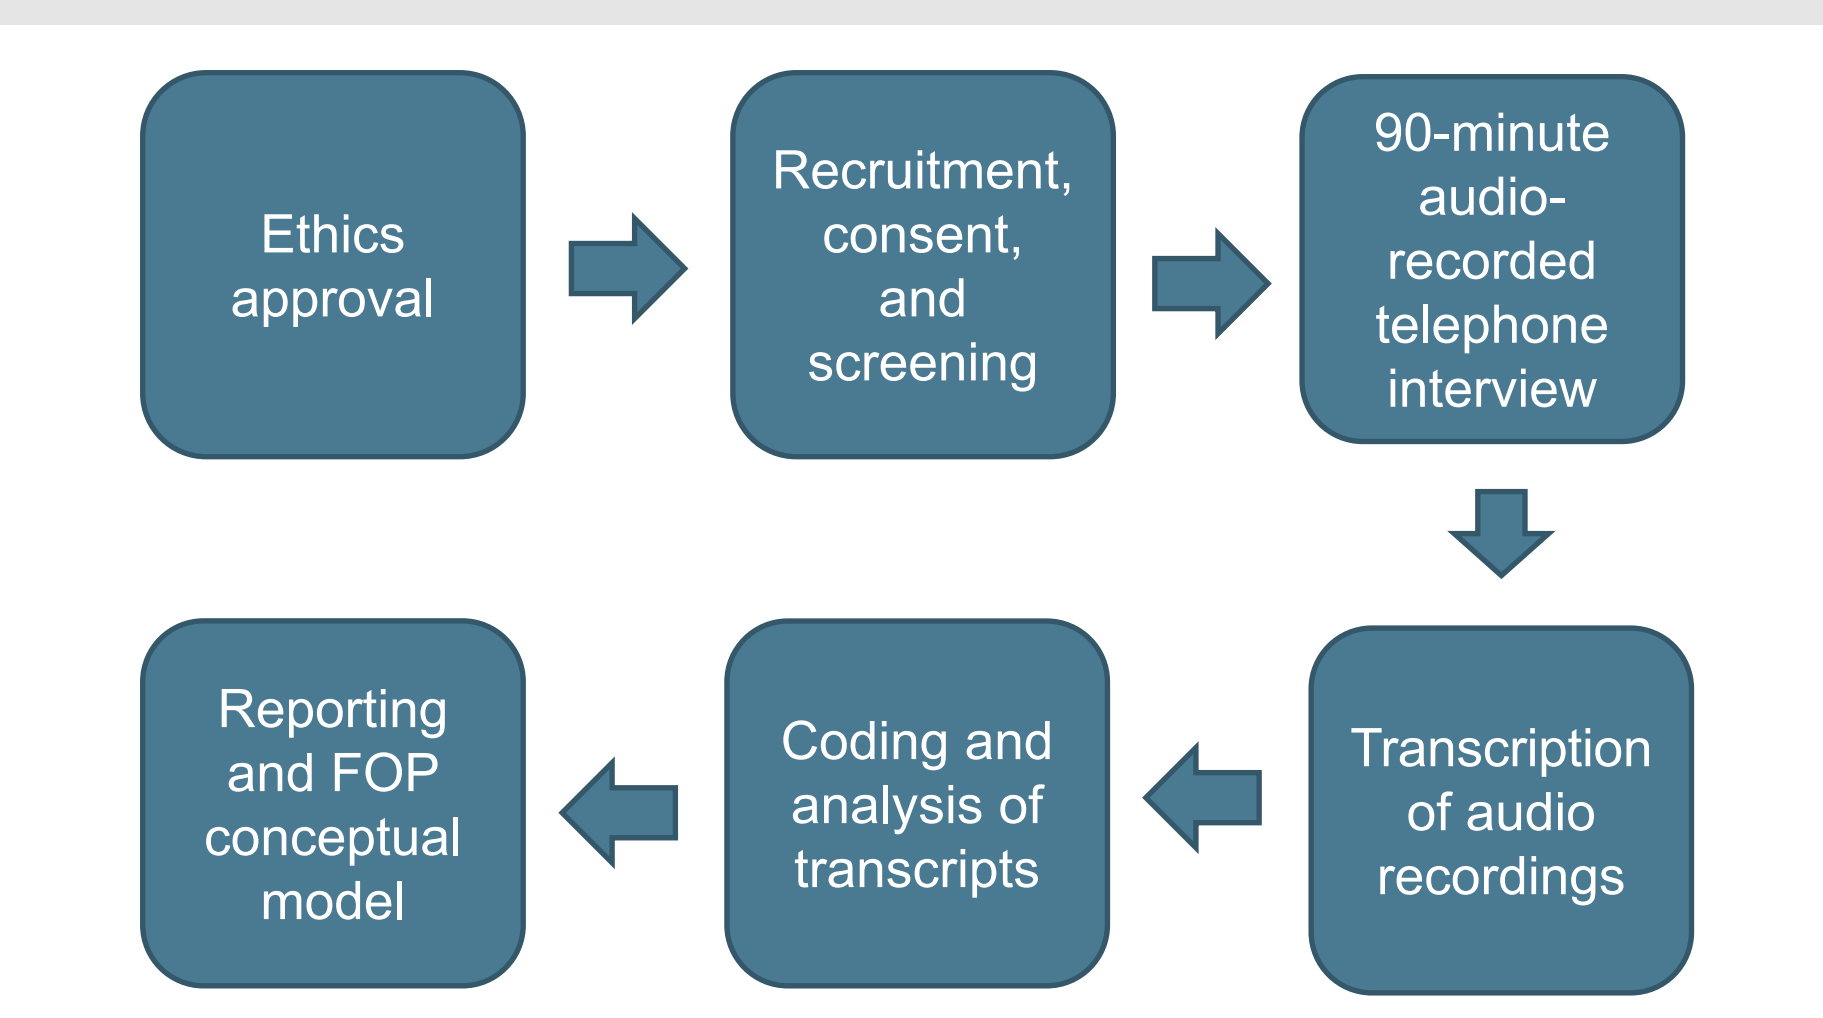 Ethics
approval
Recruitment,
consent,
and
screening
90-minute
audio-
recorded
telephone
interview
Transcription
of audio
recordings
Coding and
analysis of
transcripts
Reporting
and FOP
conceptual
model